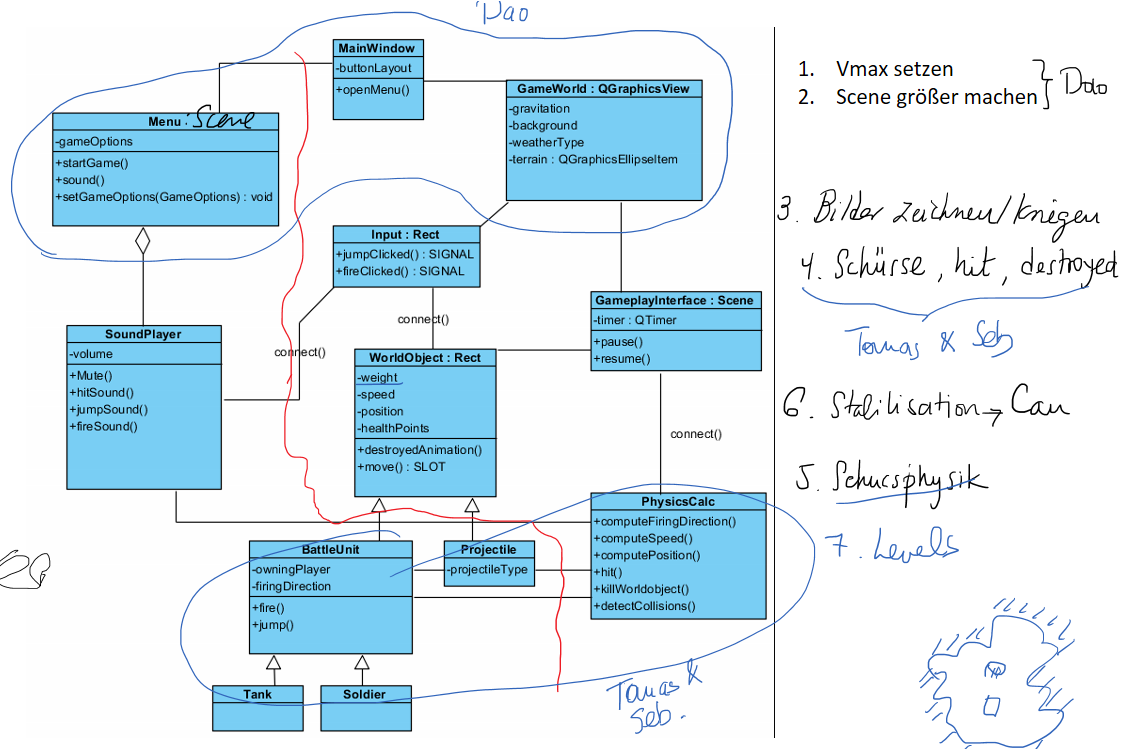 Dao
MainWindow
-buttonLayout
+openMenu()
GameWorld : QGraphicsView
-gravitation
-background
-weatherType
-terrain : QGraphicsEllipseItem
Menu : Scene
-gameOptions
+startGame()
+sound()
+setGameOptions(GameOptions) : void
Input : Rect
+jumpClicked() : SIGNAL
+fireClicked() : SIGNAL
GameplayInterface : Scene
-timer : QTimer
+pause()
+resume()
connect()
SoundPlayer
-volume
+Mute()
+hitSound()
+jumpSound()
+fireSound()
connect()
WorldObject : Rect
-weight
-speed
-position
-healthPoints
+destroyedAnimation()
+move() : SLOT
connect()
PhysicsCalc
+computeFiringDirection()
+computeSpeed()
+computePosition()
+hit()
+killWorldobject()
+detectCollisions()
BattleUnit
-owningPlayer
-firingDirection
+fire()
+jump()
Projectile
-projectileType
Tank
Soldier
Tamas &
Seb.
1. Vmax setzen
2. Scene größer machen
Dao
3. Bilder zeichnen/kriegen
4. Schüsse, hit, destroyed
Tamas & Seb
6. Stabilisation → Can
5. Schussphysik
7. Levels